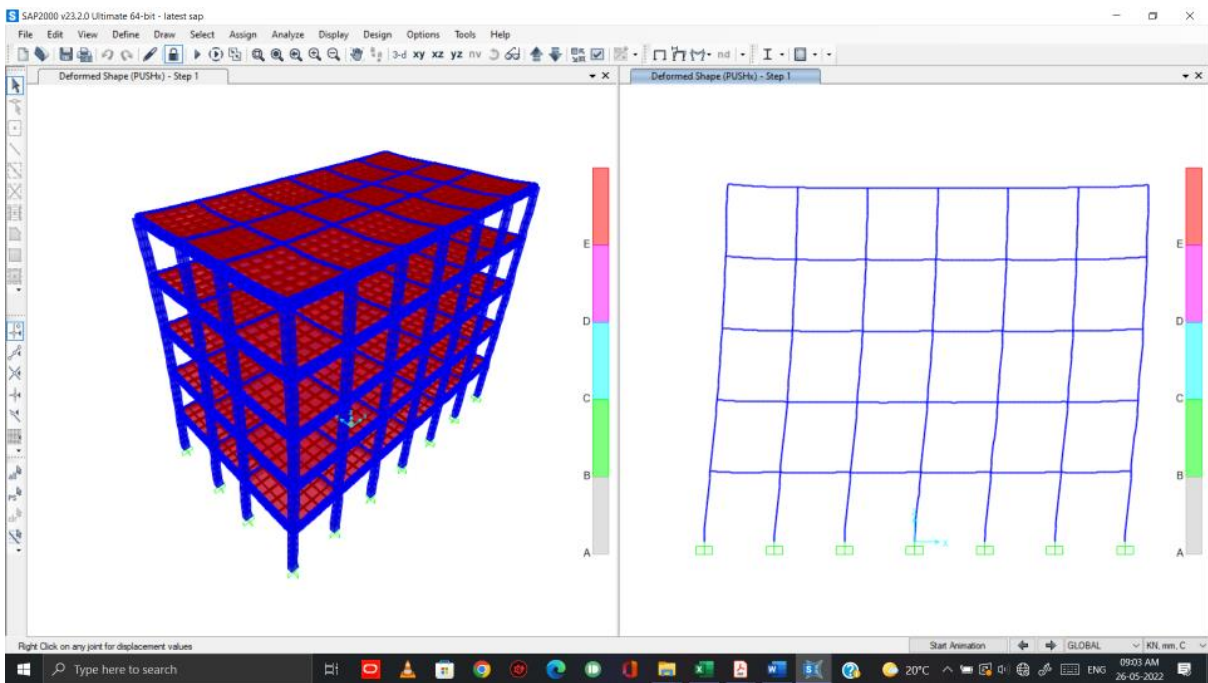 SAP2000 v23.2.0 Ultimate 64-bit - latest sap
File Edit View Define Draw Select Assign Analyze Display Design Options Tools Help
3-d xy xz yz nv
nd
Deformed Shape (PUSHx) - Step 1
Deformed Shape (PUSHx) - Step 1
E
D
C
B
A
X
E
D
C
B
A
Right Click on any joint for displacement values
Start Animation
GLOBAL
KN, mm, C
Type here to search
20°C
ENG
09:03 AM
26-05-2022